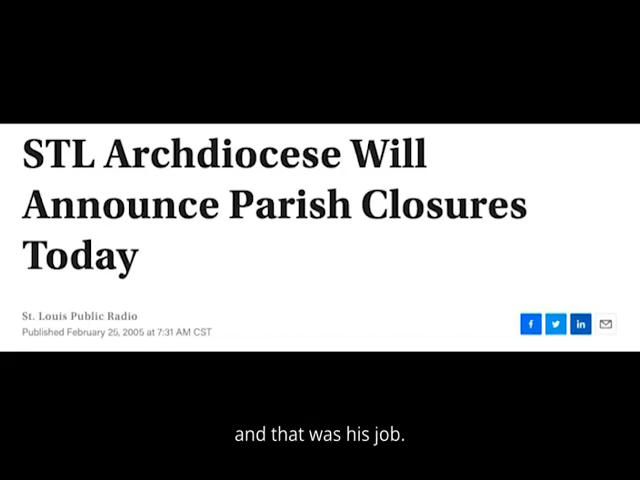 STL Archdiocese Will
Announce Parish Closures
Today
St. Louis Public Radio
Published February 25, 2005 at 7:31 AM CST
f
in
and that was his job.